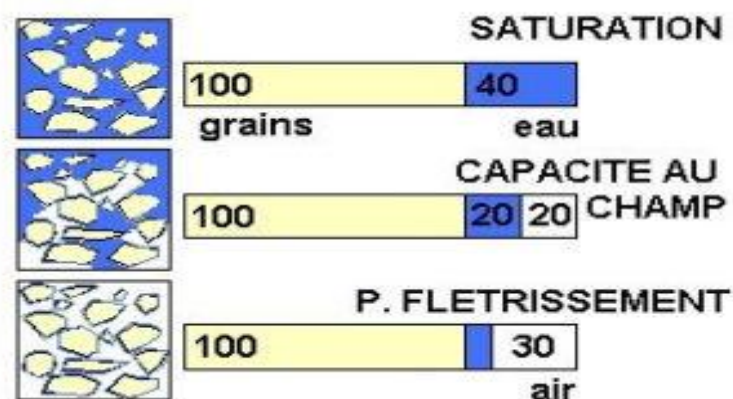 SATURATION
100 40
grains eau
CAPACITE AU
CHAMP
100 20 20
P. FLETRISSEMENT
100 30
air